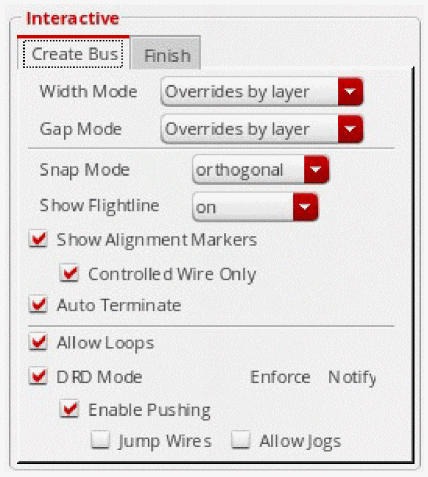 Interactive
Create Bus Finish
Width Mode Overrides by layer
Gap Mode Overrides by layer
Snap Mode orthogonal
Show Flightline on
Show Alignment Markers
Controlled Wire Only
Auto Terminate
Allow Loops
DRD Mode Enforce Notify
Enable Pushing
Jump Wires Allow Jogs